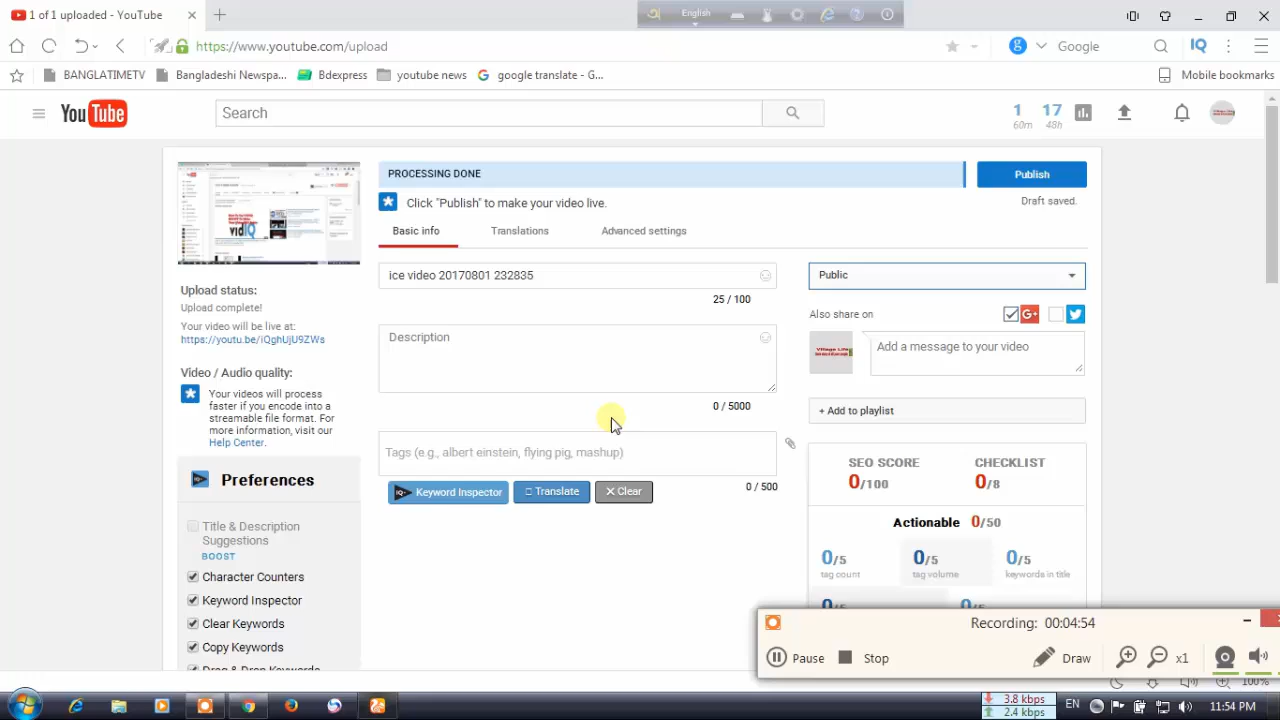 1 of 1 uploaded - YouTube
English
https://www.youtube.com/upload
Google
BANGLATIMETV
Bangladeshi Newspa...
Bdexpress
youtube news
google translate - G...
Mobile bookmarks
YouTube
Search
1
60m
17
48h
PROCESSING DONE
Publish
Click "Publish" to make your video live.
Draft saved.
Basic info
Translations
Advanced settings
ice video 20170801 232835
Public
25 / 100
Upload status:
Upload complete!
Your video will be live at:
https://youtu.be/iQghUjU9ZWs
Also share on
Description
Add a message to your video
Video / Audio quality:
Your videos will process
faster if you encode into a
streamable file format. For
more information, visit our
Help Center.
0 / 5000
+ Add to playlist
Tags (e.g., albert einstein, flying pig, mashup)
SEO SCORE
0/100
CHECKLIST
0/8
Preferences
Keyword Inspector
Translate
X Clear
0 / 500
Actionable 0/50
Title & Description
Suggestions
BOOST
0/5
tag count
0/5
tag volume
0/5
keywords in title
Character Counters
Keyword Inspector
Clear Keywords
Copy Keywords
Drag & Drop Keywords
Recording: 00:04:54
Pause
Stop
Draw
x1
100%
3.8 kbps
2.4 kbps
EN
11:54 PM